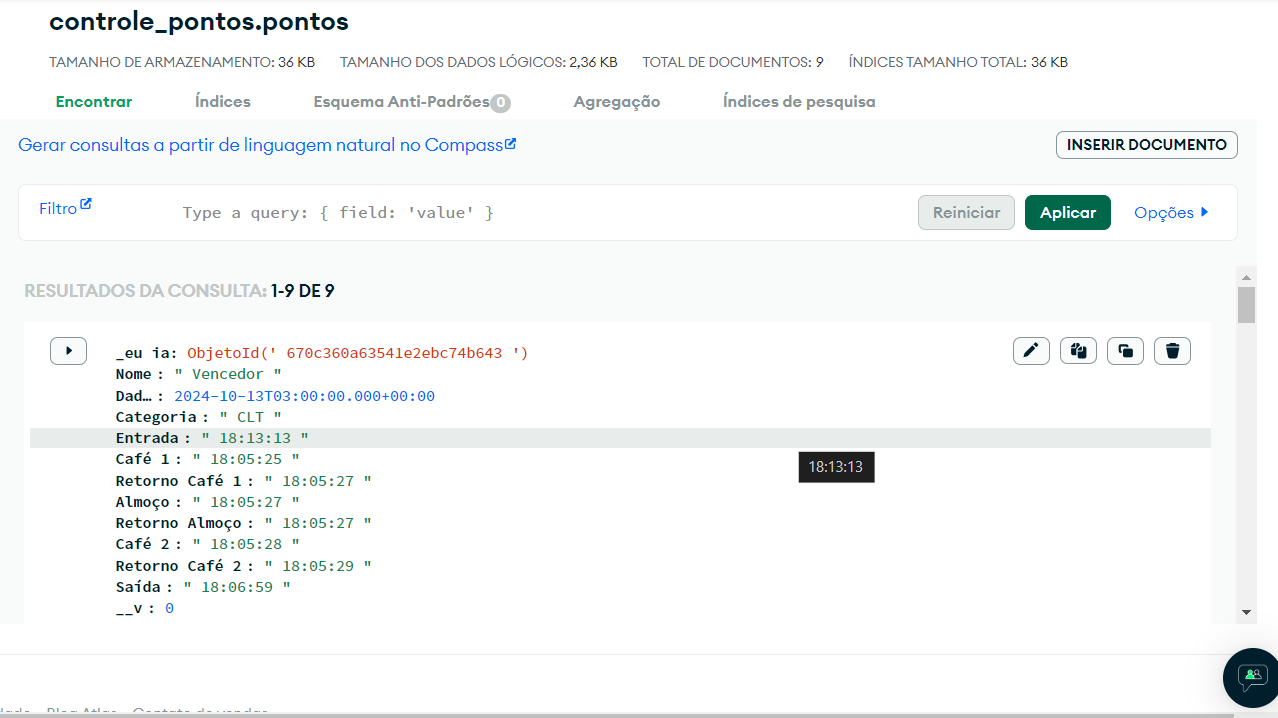 controle_pontos.pontos
TAMANHO DE ARMAZENAMENTO: 36 KB TAMANHO DOS DADOS LÓGICOS: 2,36 KB TOTAL DE DOCUMENTOS: 9 ÍNDICES TAMANHO TOTAL: 36 KB
Encontrar Índices Esquema Anti-Padrões 0 Agregação Índices de pesquisa
Gerar consultas a partir de linguagem natural no Compass INSERIR DOCUMENTO
Filtro Type a query: { field: 'value' } Reiniciar Aplicar Opções
RESULTADOS DA CONSULTA: 1-9 DE 9
_eu ia: ObjetoId(' 670c360a63541e2ebc74b643 ')
Nome : " Vencedor "
Dad… : 2024-10-13T03:00:00.000+00:00
Categoria : " CLT "
Entrada : " 18:13:13 "
Café 1 : " 18:05:25 "
18:13:13
Retorno Café 1 : " 18:05:27 "
Almoço : " 18:05:27 "
Retorno Almoço : " 18:05:27 "
Café 2 : " 18:05:28 "
Retorno Café 2 : " 18:05:29 "
Saída : " 18:06:59 "
__v : 0
Blog Atlas Contato de vendas